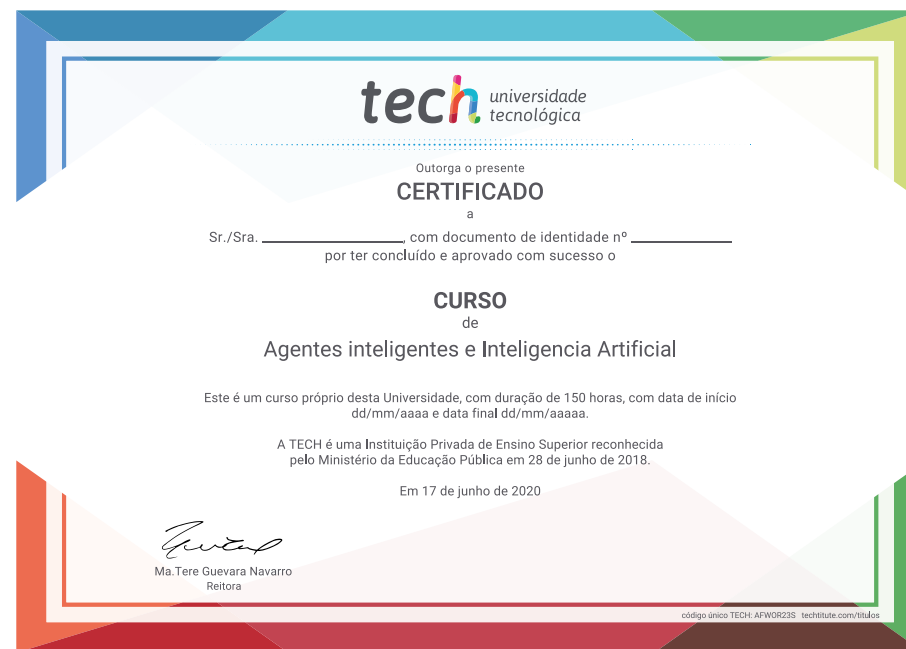 tech universidade
tecnológica
Outorga o presente
CERTIFICADO
a
Sr./Sra. ____________________, com documento de identidade nº ______________
por ter concluído e aprovado com sucesso o
CURSO
de
Agentes inteligentes e Inteligencia Artificial
Este é um curso próprio desta Universidade, com duração de 150 horas, com data de início
dd/mm/aaaa e data final dd/mm/aaaaa.
A TECH é uma Instituição Privada de Ensino Superior reconhecida
pelo Ministério da Educação Pública em 28 de junho de 2018.
Em 17 de junho de 2020
Ma.Tere Guevara Navarro
Reitora
código único TECH: AFWOR23S techtitute.com/titulos